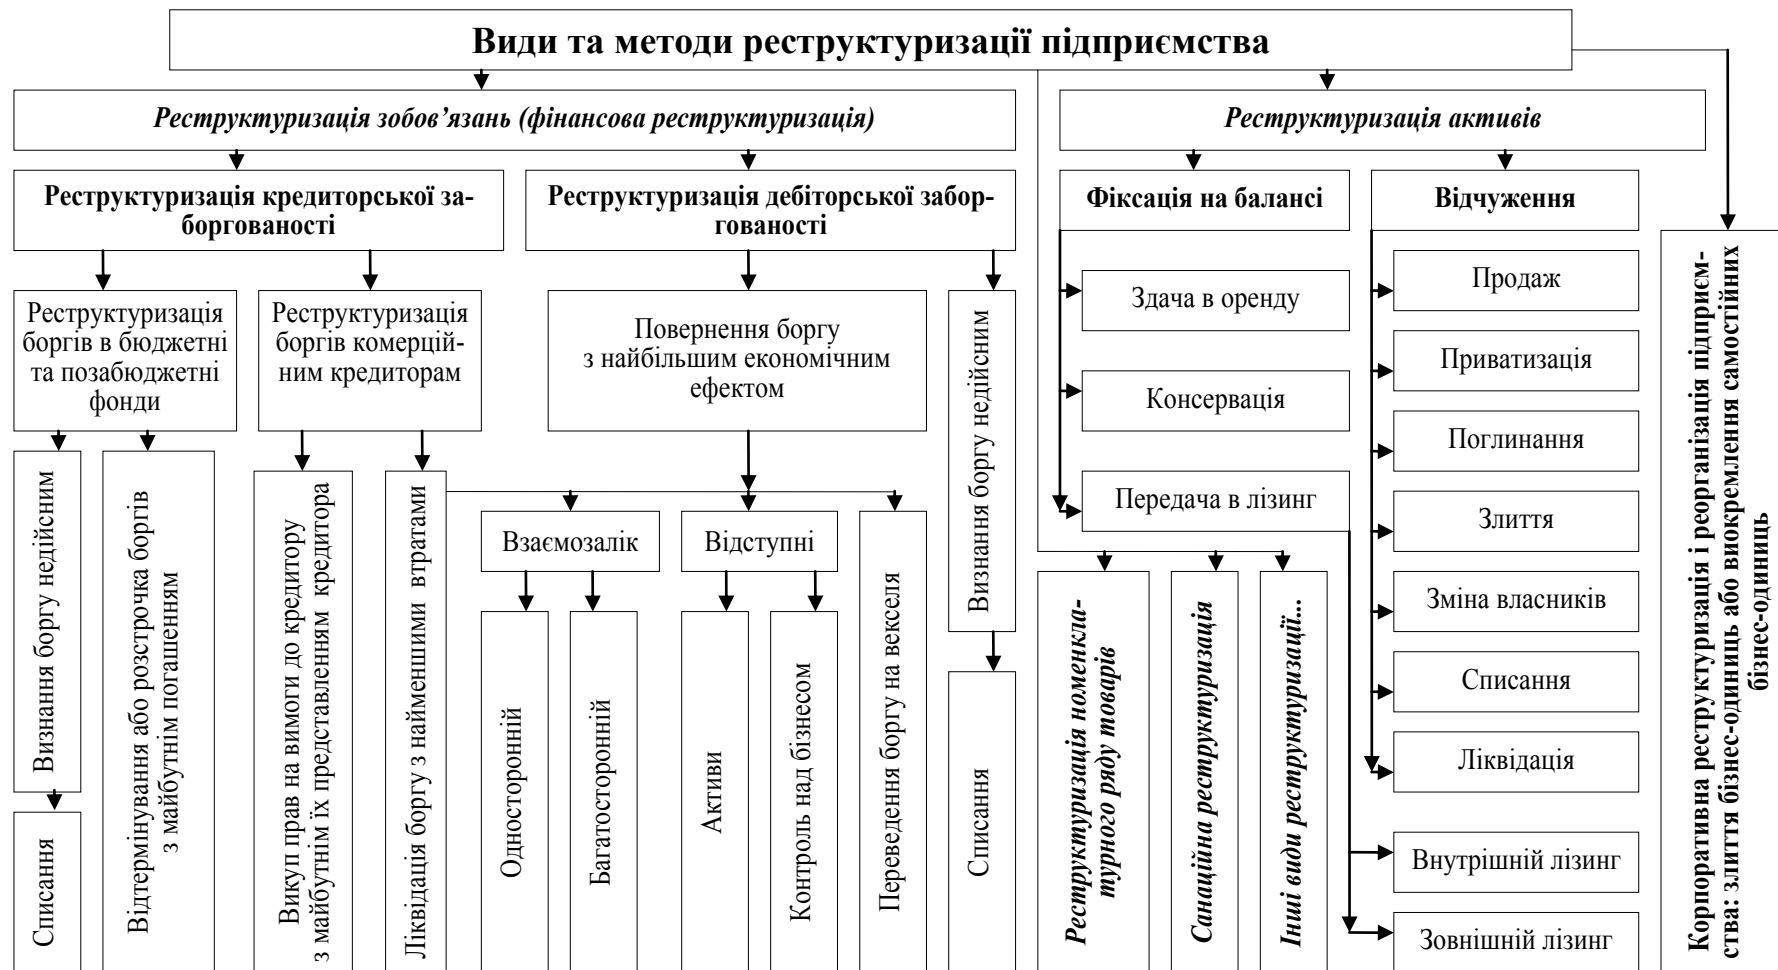 Види та методи реструктуризації підприємства
Реструктуризація зобов’язань (фінансова реструктуризація)
Реструктуризація активів
Реструктуризація кредиторської за-
боргованості
Реструктуризація дебіторської забор-
гованості
Фіксація на балансі
Відчуження
Реструктуризація
боргів в бюджетні
та позабюджетні
фонди
Реструктуризація
боргів комерцій-
ним кредиторам
Повернення боргу
з найбільшим економічним
ефектом
Визнання боргу недійсним
Здача в оренду
Консервація
Передача в лізинг
Продаж
Приватизація
Поглинання
Злиття
Зміна власників
Списання
Ліквідація
Внутрішній лізинг
Зовнішній лізинг
Корпоративна реструктуризація і реорганізація підприєм-
ства: злиття бізнес-одиниць або виокремлення самостійних
бізнес-одиниць
Визнання боргу недійсним
Відтермінування або розстрочка боргів
з майбутнім погашенням
Викуп прав на вимоги до кредитору
з майбутнім їх представленням кредитора
Ліквідація боргу з найменшими втратами
Взаємозалік
Відступні
Переведення боргу на векселя
Односторонній
Багатосторонній
Активи
Контроль над бізнесом
Списання
Списання
Реструктуризація номенкла-
турного ряду товарів
Санаційна реструктуризація
Інші види реструктуризації...